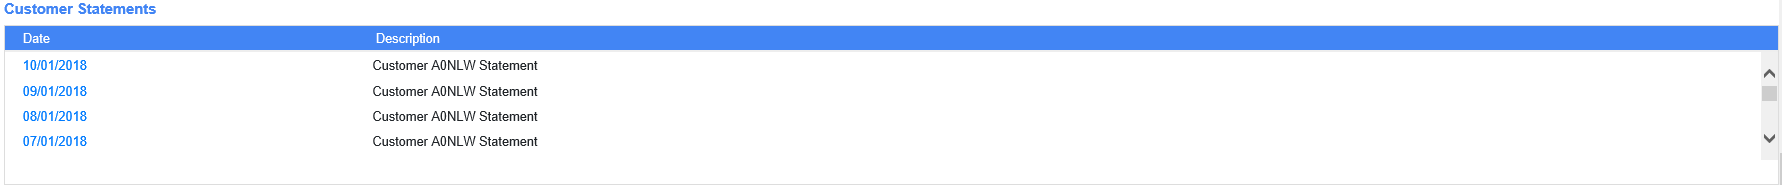 Customer Statements
Date Description
10/01/2018 Customer A0NLW Statement
09/01/2018 Customer A0NLW Statement
08/01/2018 Customer A0NLW Statement
07/01/2018 Customer A0NLW Statement